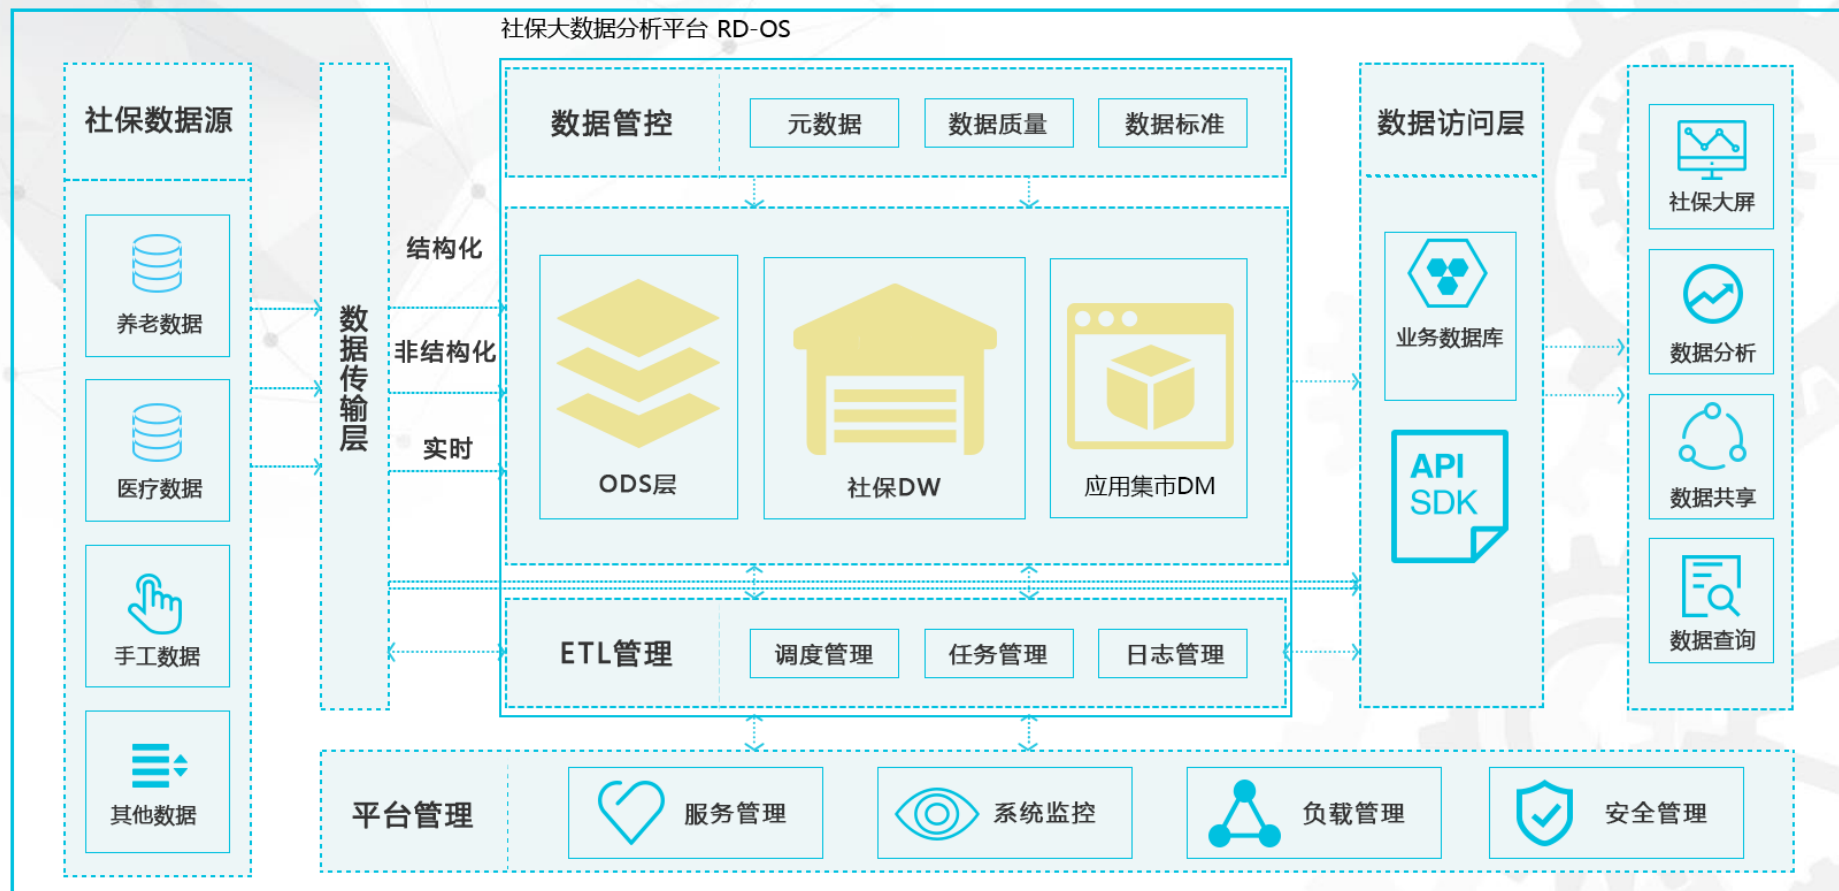 社保大数据分析平台 RD-OS
社保数据源
养老数据
医疗数据
手工数据
其他数据
数据传输层
结构化
非结构化
实时
数据管控
元数据
数据质量
数据标准
ODS层
社保DW
应用集市DM
ETL管理
调度管理
任务管理
日志管理
数据访问层
业务数据库
API
SDK
社保大屏
数据分析
数据共享
数据查询
平台管理
服务管理
系统监控
负载管理
安全管理